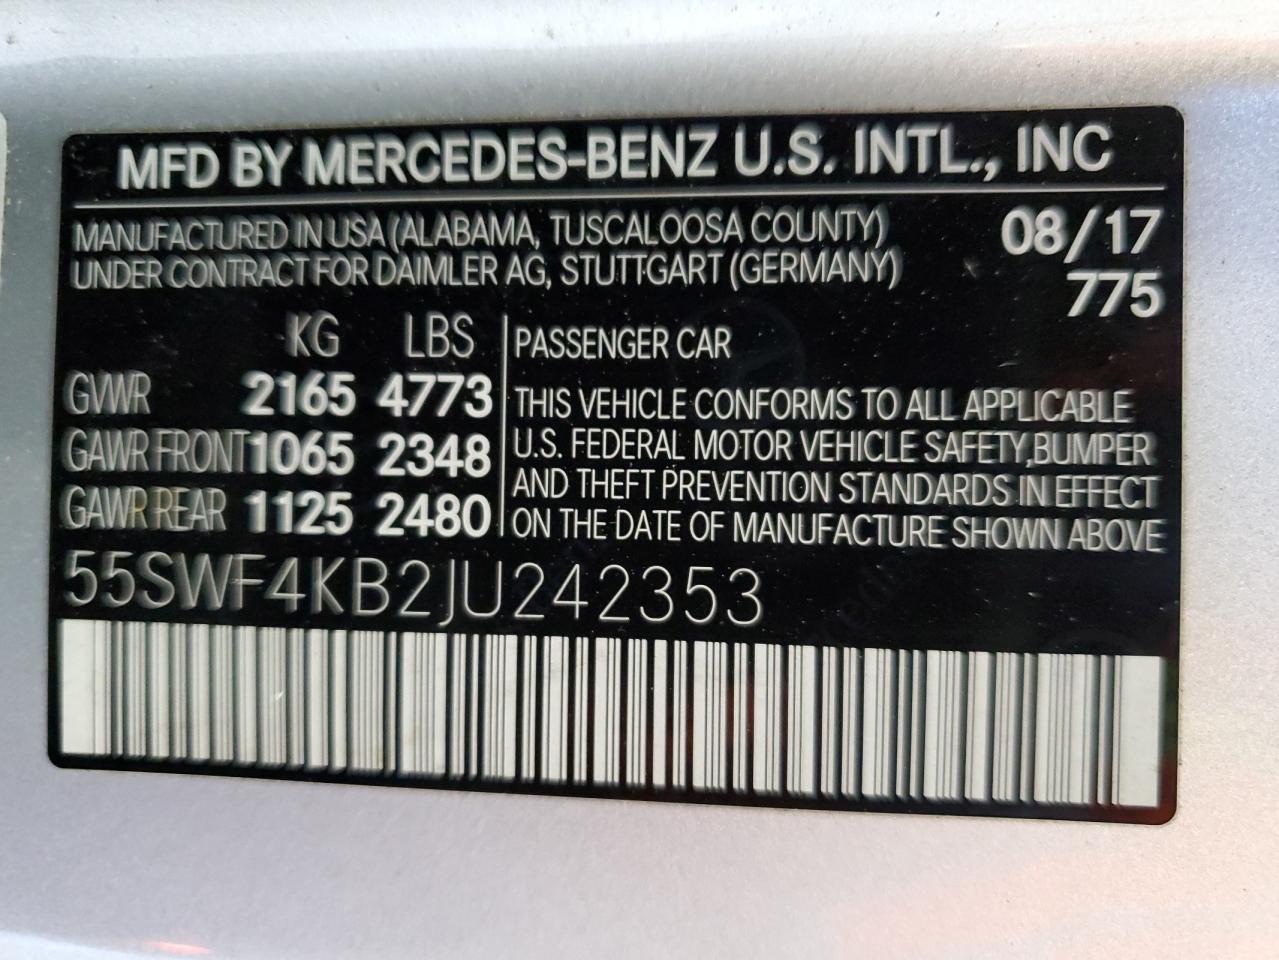 MFD BY MERCEDES-BENZ U.S. INTL., INC
MANUFACTURED IN USA (ALABAMA, TUSCALOOSA COUNTY) 08/17
UNDER CONTRACT FOR DAIMLER AG, STUTTGART (GERMANY) 775
KG LBS
GVWR 2165 4773
GAWR FRONT 1065 2348
GAWR REAR 1125 2480
PASSENGER CAR
THIS VEHICLE CONFORMS TO ALL APPLICABLE
U.S. FEDERAL MOTOR VEHICLE SAFETY,BUMPER
AND THEFT PREVENTION STANDARDS IN EFFECT
ON THE DATE OF MANUFACTURE SHOWN ABOVE
55SWF4KB2JU242353